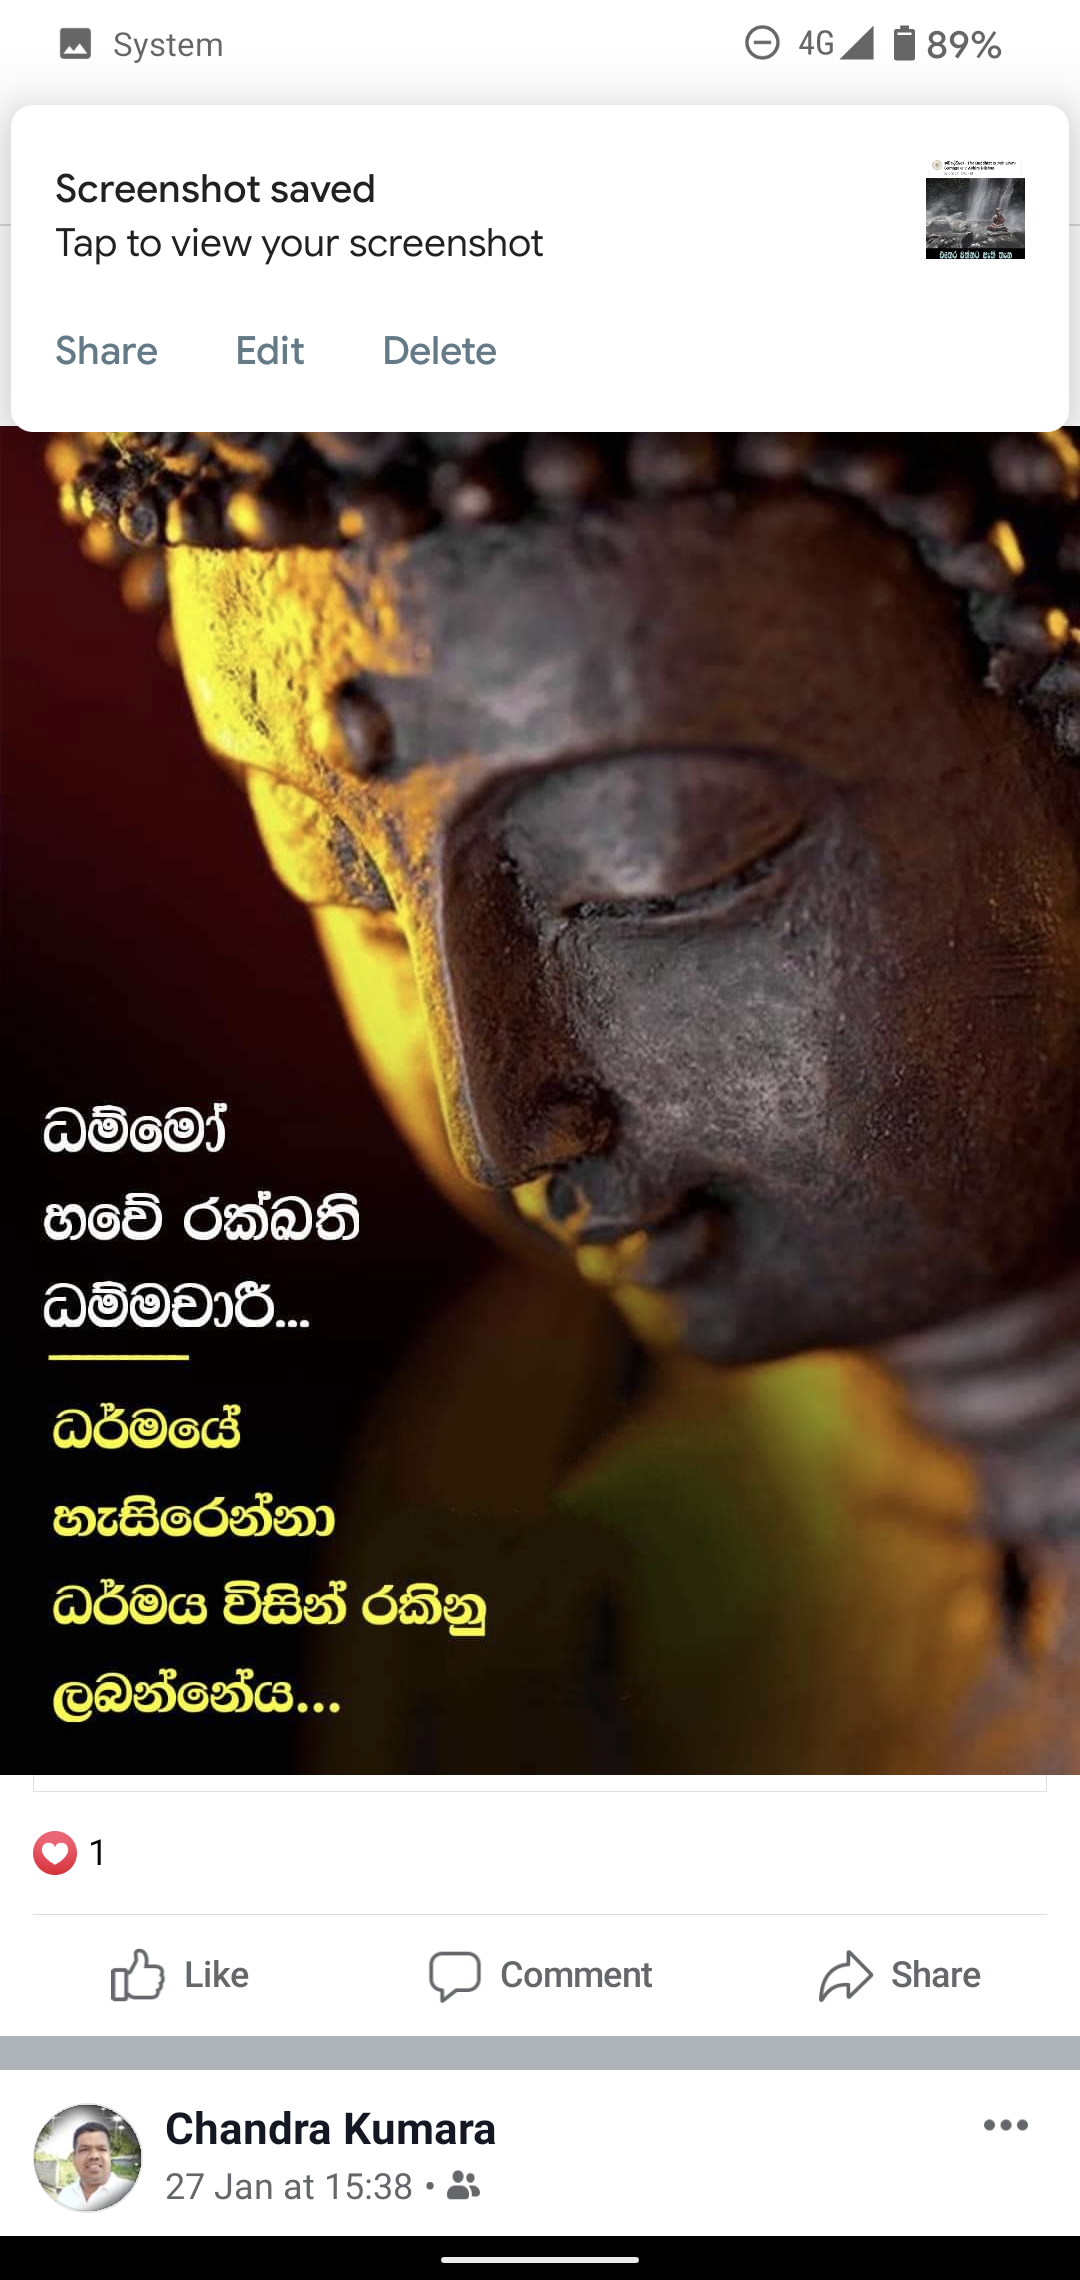 System 4G 89%
Screenshot saved
Tap to view your screenshot
Share Edit Delete
ධම්මෝ
හවේ රක්ඛති
ධම්මචාරී...
ධර්මයේ
හැසිරෙන්නා
ධර්මය විසින් රකිනු
ලබන්නේය...
1
Like Comment Share
Chandra Kumara
27 Jan at 15:38